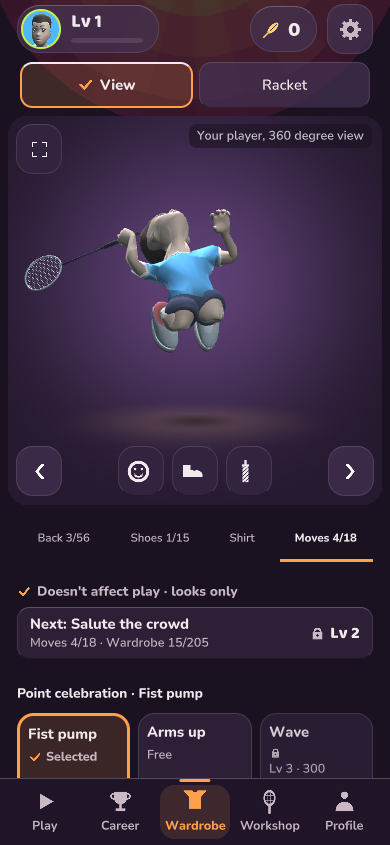 Lv 1
0
View
Racket
Your player, 360 degree view
Back 3/56
Shoes 1/15
Shirt
Moves 4/18
Doesn't affect play · looks only
Next: Salute the crowd
Moves 4/18 · Wardrobe 15/205
Lv 2
Point celebration · Fist pump
Fist pump
Selected
Arms up
Free
Wave
Lv 3 · 300
Play
Career
Wardrobe
Workshop
Profile